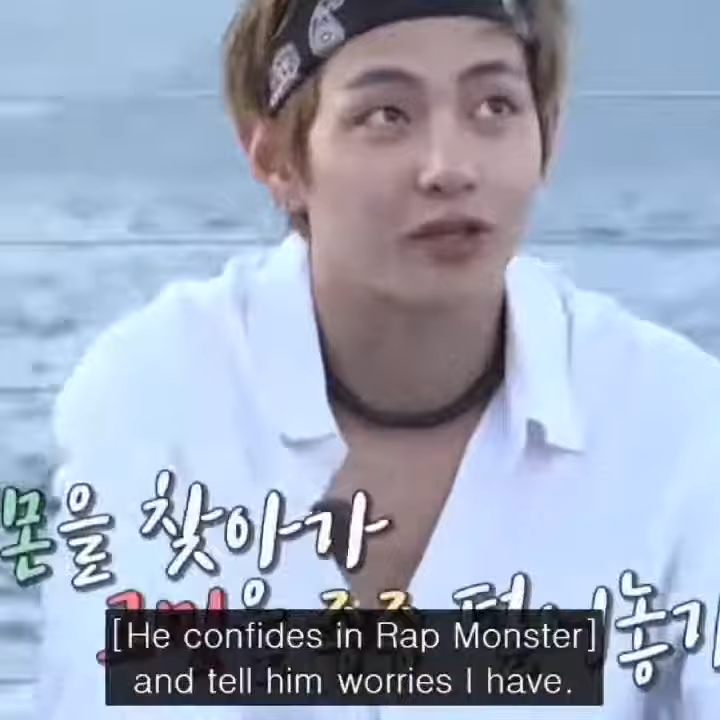 몬을 찾아가
[He confides in Rap Monster]
and tell him worries I have.